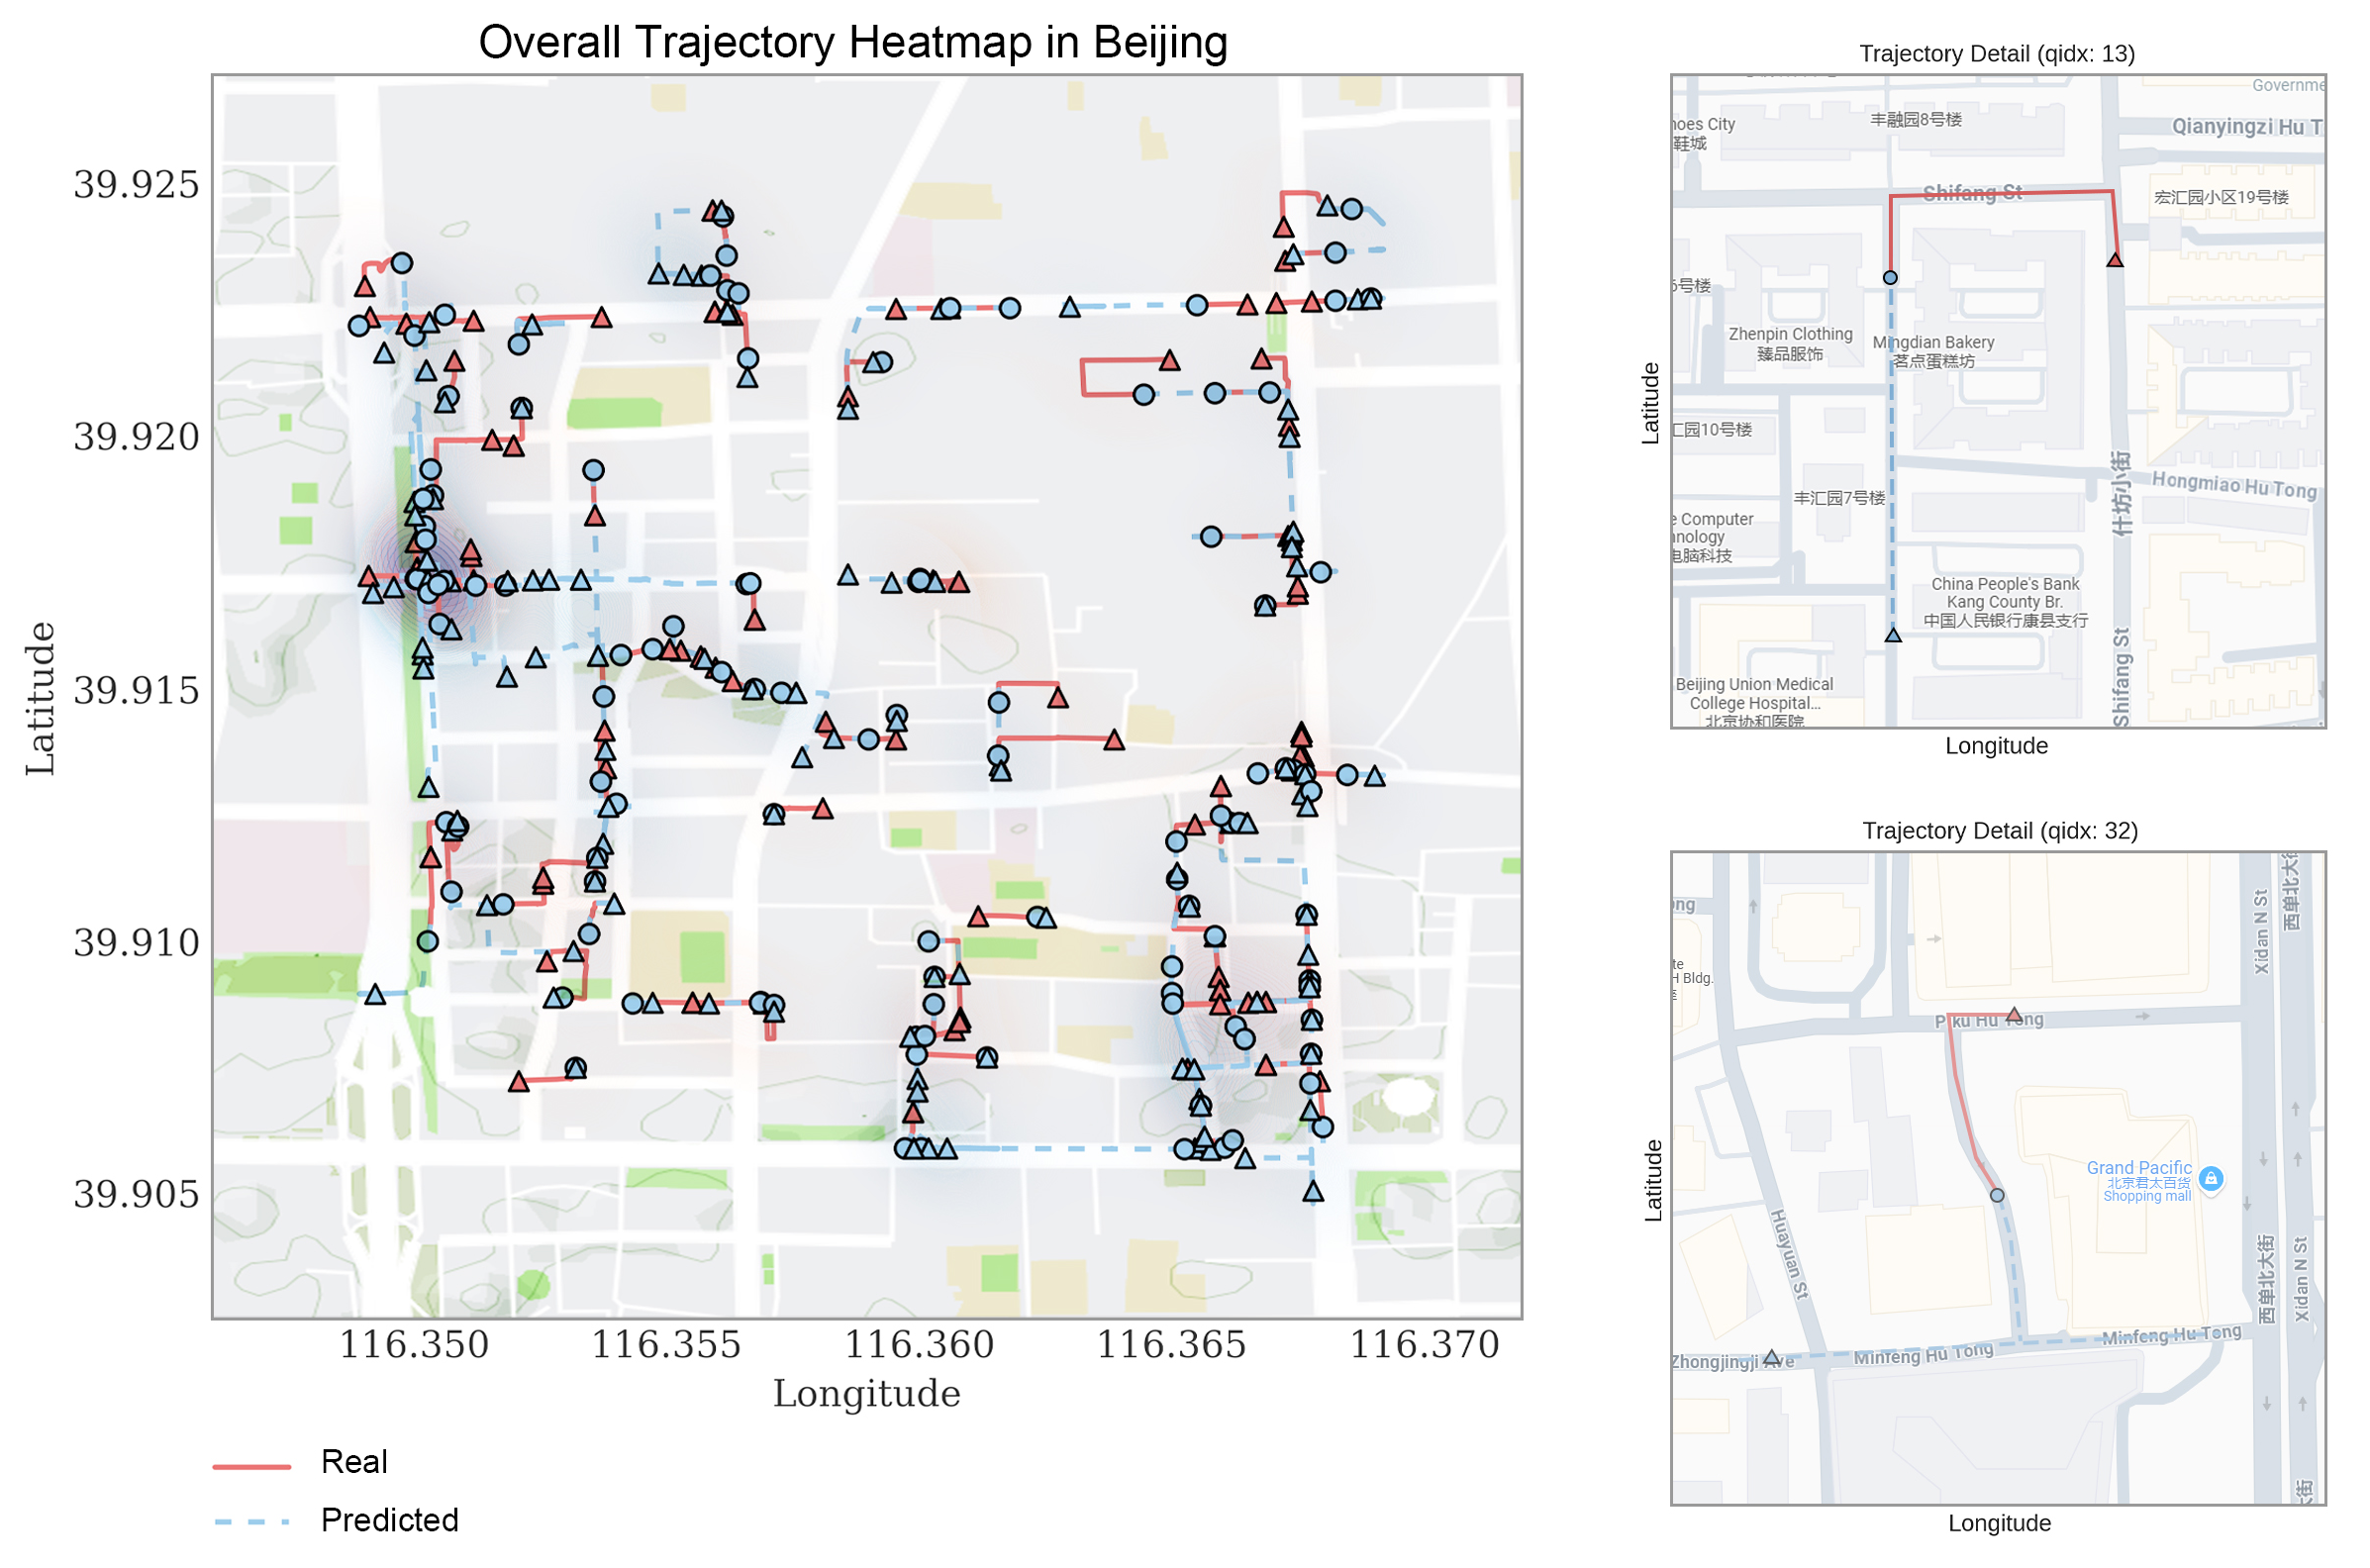 Overall Trajectory Heatmap in Beijing
39.925
39.920
39.915
39.910
39.905
Latitude
116.350
116.355
116.360
116.365
116.370
Longitude
Real
Predicted
Trajectory Detail (qidx: 13)
Governme
hoes City
鞋城
丰融园8号楼
Qianyingzi Hu T
Shifang St
宏汇园小区19号楼
6号楼
Zhenpin Clothing
臻品服饰
Mingdian Bakery
茗点蛋糕坊
汇园10号楼
丰汇园7号楼
什坊小街
Hongmiao Hu Tong
e Computer
hnology
电脑科技
China People's Bank
Kang County Br.
中国人民银行康县支行
Shifang St
Beijing Union Medical
College Hospital...
北京协和医院
Latitude
Longitude
Trajectory Detail (qidx: 32)
ong
te
H Bldg.
Xidan N St
西单北大街
Piku Hu Tong
Grand Pacific
北京君太百货
Shopping mall
Huayuan St
西单北大街
Xidan N St
Minfeng Hu Tong
Minfeng Hu Tong
Zhongjingji Ave
大街
Latitude
Longitude